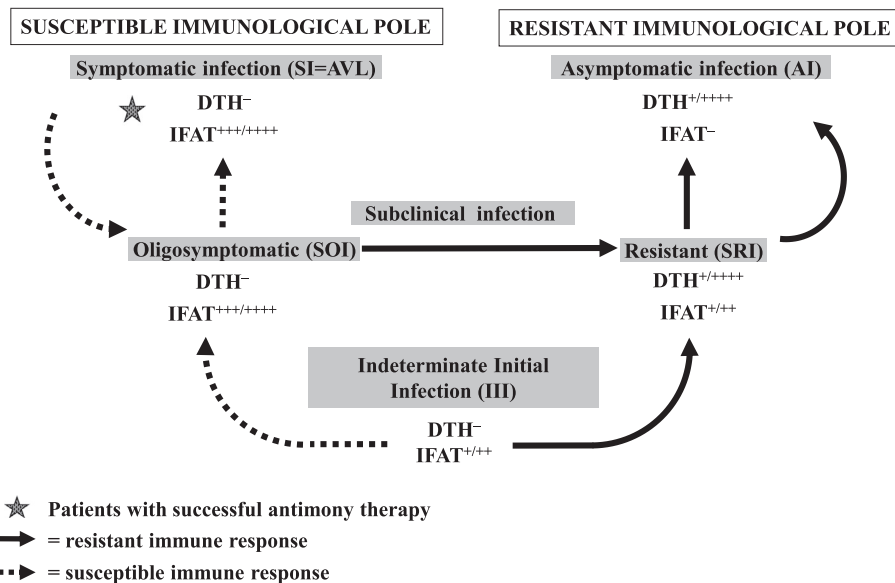 SUSCEPTIBLE IMMUNOLOGICAL POLE
RESISTANT IMMUNOLOGICAL POLE
Symptomatic infection (SI=AVL)
DTH⁻
IFAT⁺⁺⁺/⁺⁺⁺⁺
Asymptomatic infection (AI)
DTH⁺/⁺⁺⁺⁺
IFAT⁻
Subclinical infection
Oligosymptomatic (SOI)
DTH⁻
IFAT⁺⁺⁺/⁺⁺⁺⁺
Resistant (SRI)
DTH⁺/⁺⁺⁺⁺
IFAT⁺/⁺⁺
Indeterminate Initial
Infection (III)
DTH⁻
IFAT⁺/⁺⁺
Patients with successful antimony therapy
= resistant immune response
= susceptible immune response